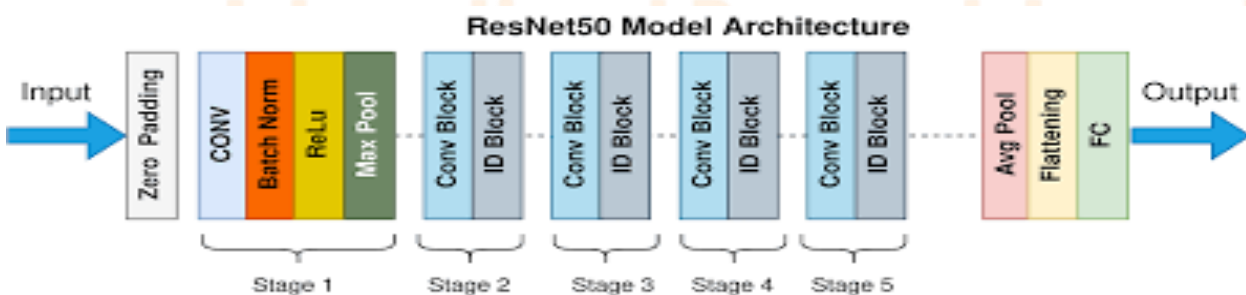 ResNet50 Model Architecture
Input
Zero Padding
CONV
Batch Norm
ReLu
Max Pool
Conv Block
ID Block
Conv Block
ID Block
Conv Block
ID Block
Conv Block
ID Block
Avg Pool
Flattening
FC
Output
Stage 1
Stage 2
Stage 3
Stage 4
Stage 5